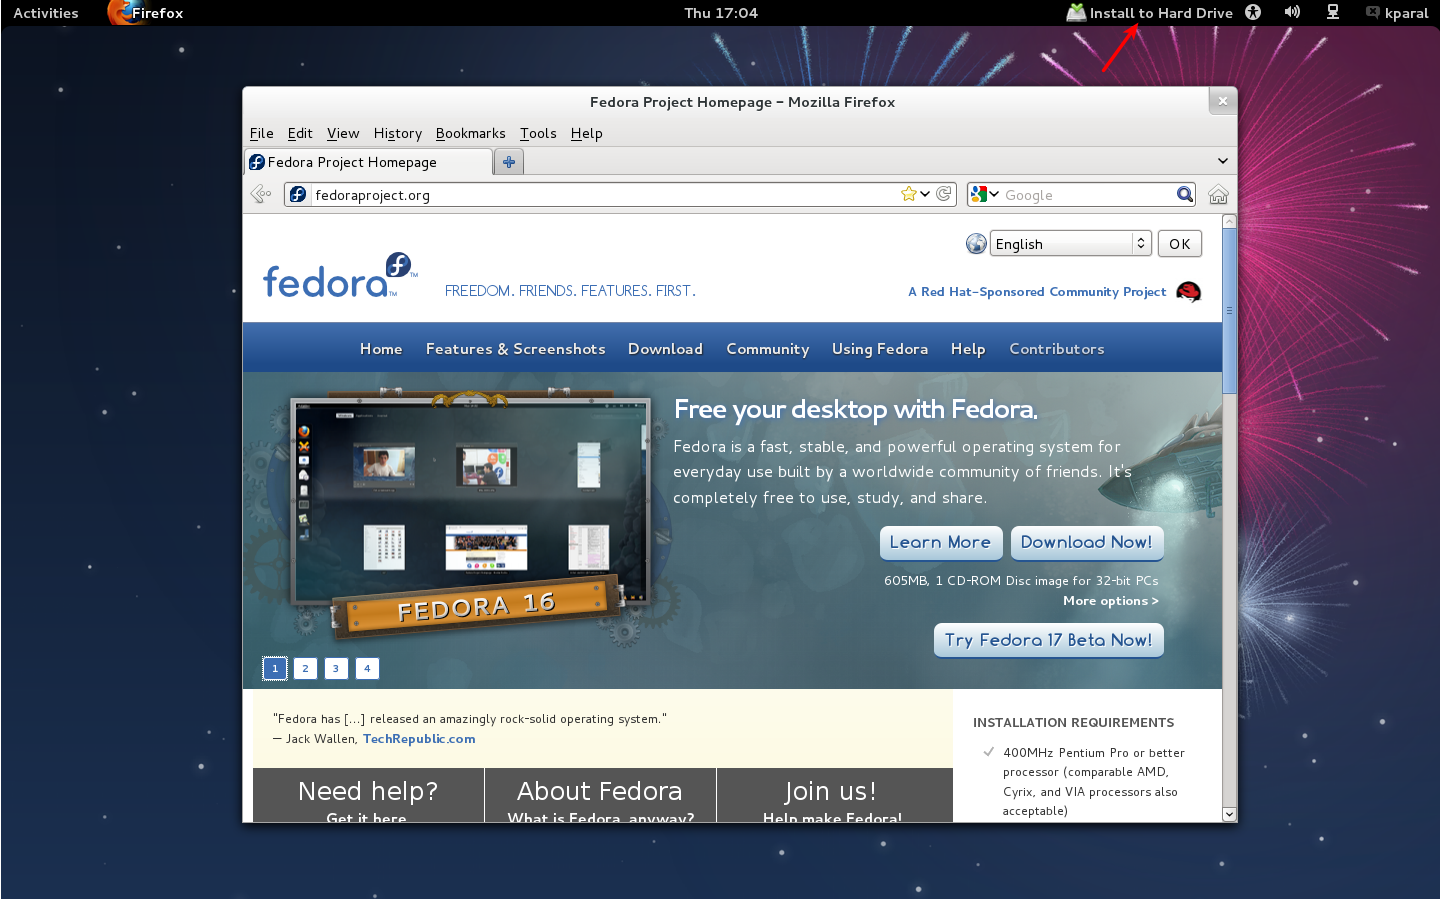 Activities Firefox Thu 17:04 Install to Hard Drive kparal
Fedora Project Homepage – Mozilla Firefox
File Edit View History Bookmarks Tools Help
Fedora Project Homepage
fedoraproject.org Google
English OK
fedora™ FREEDOM. FRIENDS. FEATURES. FIRST. A Red Hat-Sponsored Community Project
Home Features & Screenshots Download Community Using Fedora Help Contributors
Free your desktop with Fedora.
Fedora is a fast, stable, and powerful operating system for
everyday use built by a worldwide community of friends. It's
completely free to use, study, and share.
Learn More Download Now!
605MB, 1 CD-ROM Disc image for 32-bit PCs
More options >
FEDORA 16
Try Fedora 17 Beta Now!
1 2 3 4
"Fedora has [...] released an amazingly rock-solid operating system."
— Jack Wallen, TechRepublic.com
INSTALLATION REQUIREMENTS
400MHz Pentium Pro or better
processor (comparable AMD,
Cyrix, and VIA processors also
acceptable)
Need help? About Fedora Join us!
Get it here What is Fedora, anyway? Help make Fedora!